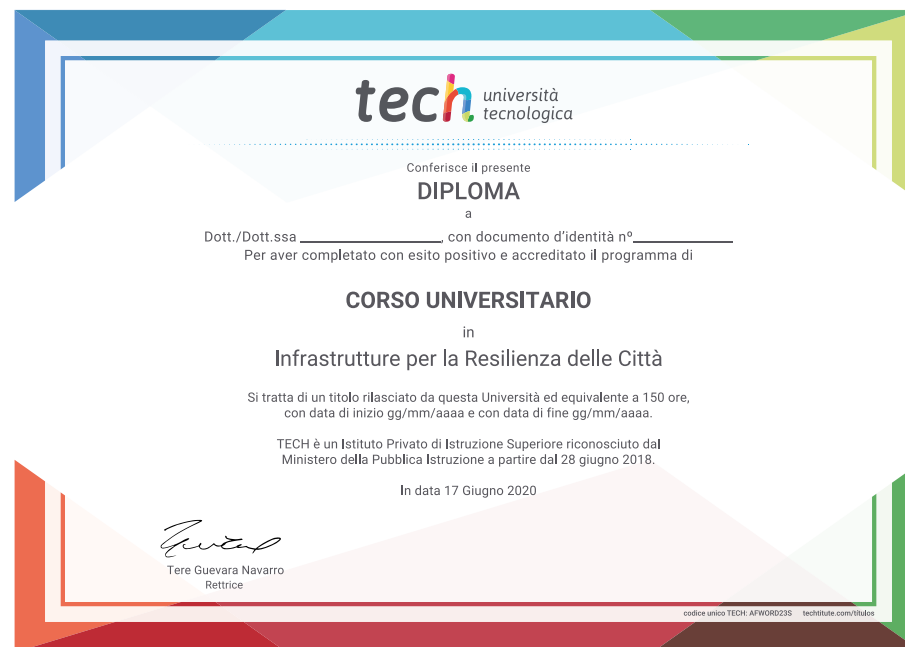 tech università
tecnologica
Conferisce il presente
DIPLOMA
a
Dott./Dott.ssa ____________________, con documento d'identità nº______________
Per aver completato con esito positivo e accreditato il programma di
CORSO UNIVERSITARIO
in
Infrastrutture per la Resilienza delle Città
Si tratta di un titolo rilasciato da questa Università ed equivalente a 150 ore,
con data di inizio gg/mm/aaaa e con data di fine gg/mm/aaaa.
TECH è un Istituto Privato di Istruzione Superiore riconosciuto dal
Ministero della Pubblica Istruzione a partire dal 28 giugno 2018.
In data 17 Giugno 2020
Tere Guevara Navarro
Rettrice
codice unico TECH: AFWORD23S techtitute.com/títulos